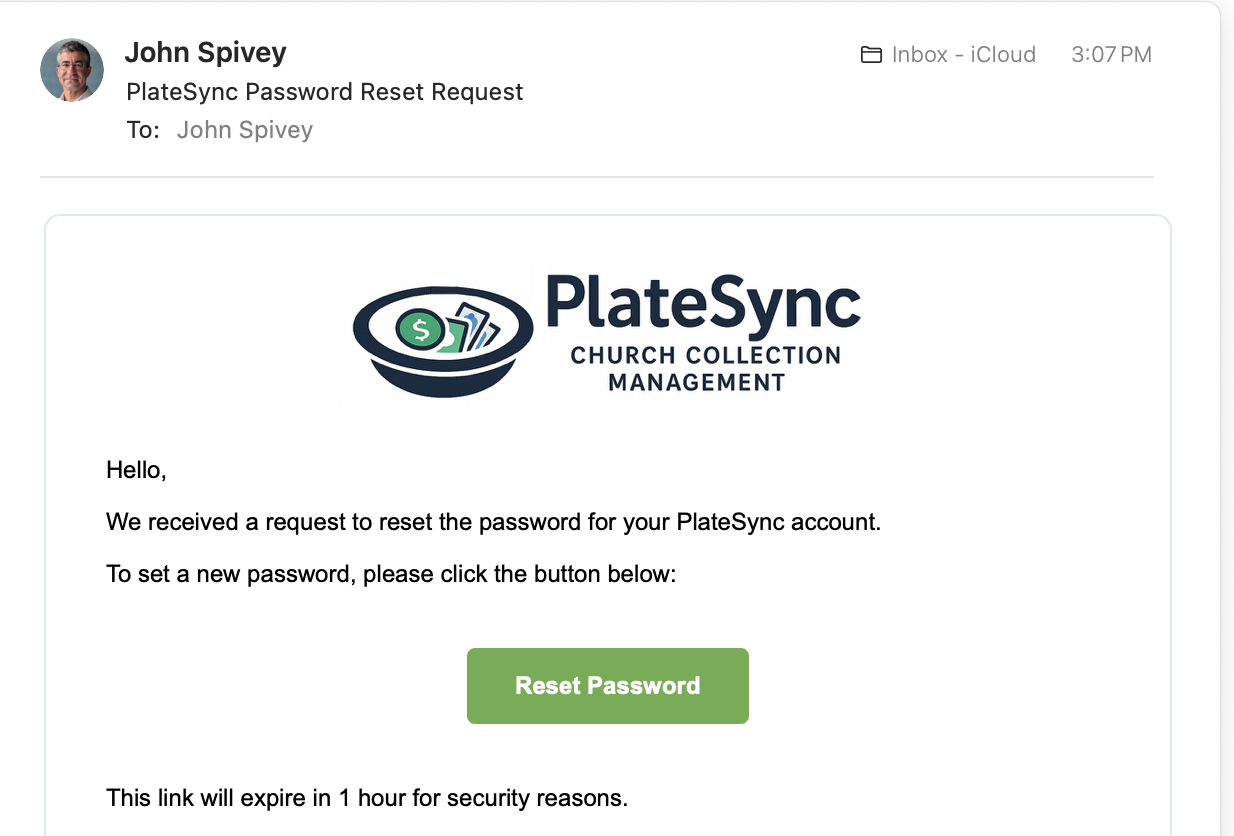 John Spivey
Inbox - iCloud 3:07 PM
PlateSync Password Reset Request
To: John Spivey
$
PlateSync
CHURCH COLLECTION
MANAGEMENT
Hello,
We received a request to reset the password for your PlateSync account.
To set a new password, please click the button below:
Reset Password
This link will expire in 1 hour for security reasons.